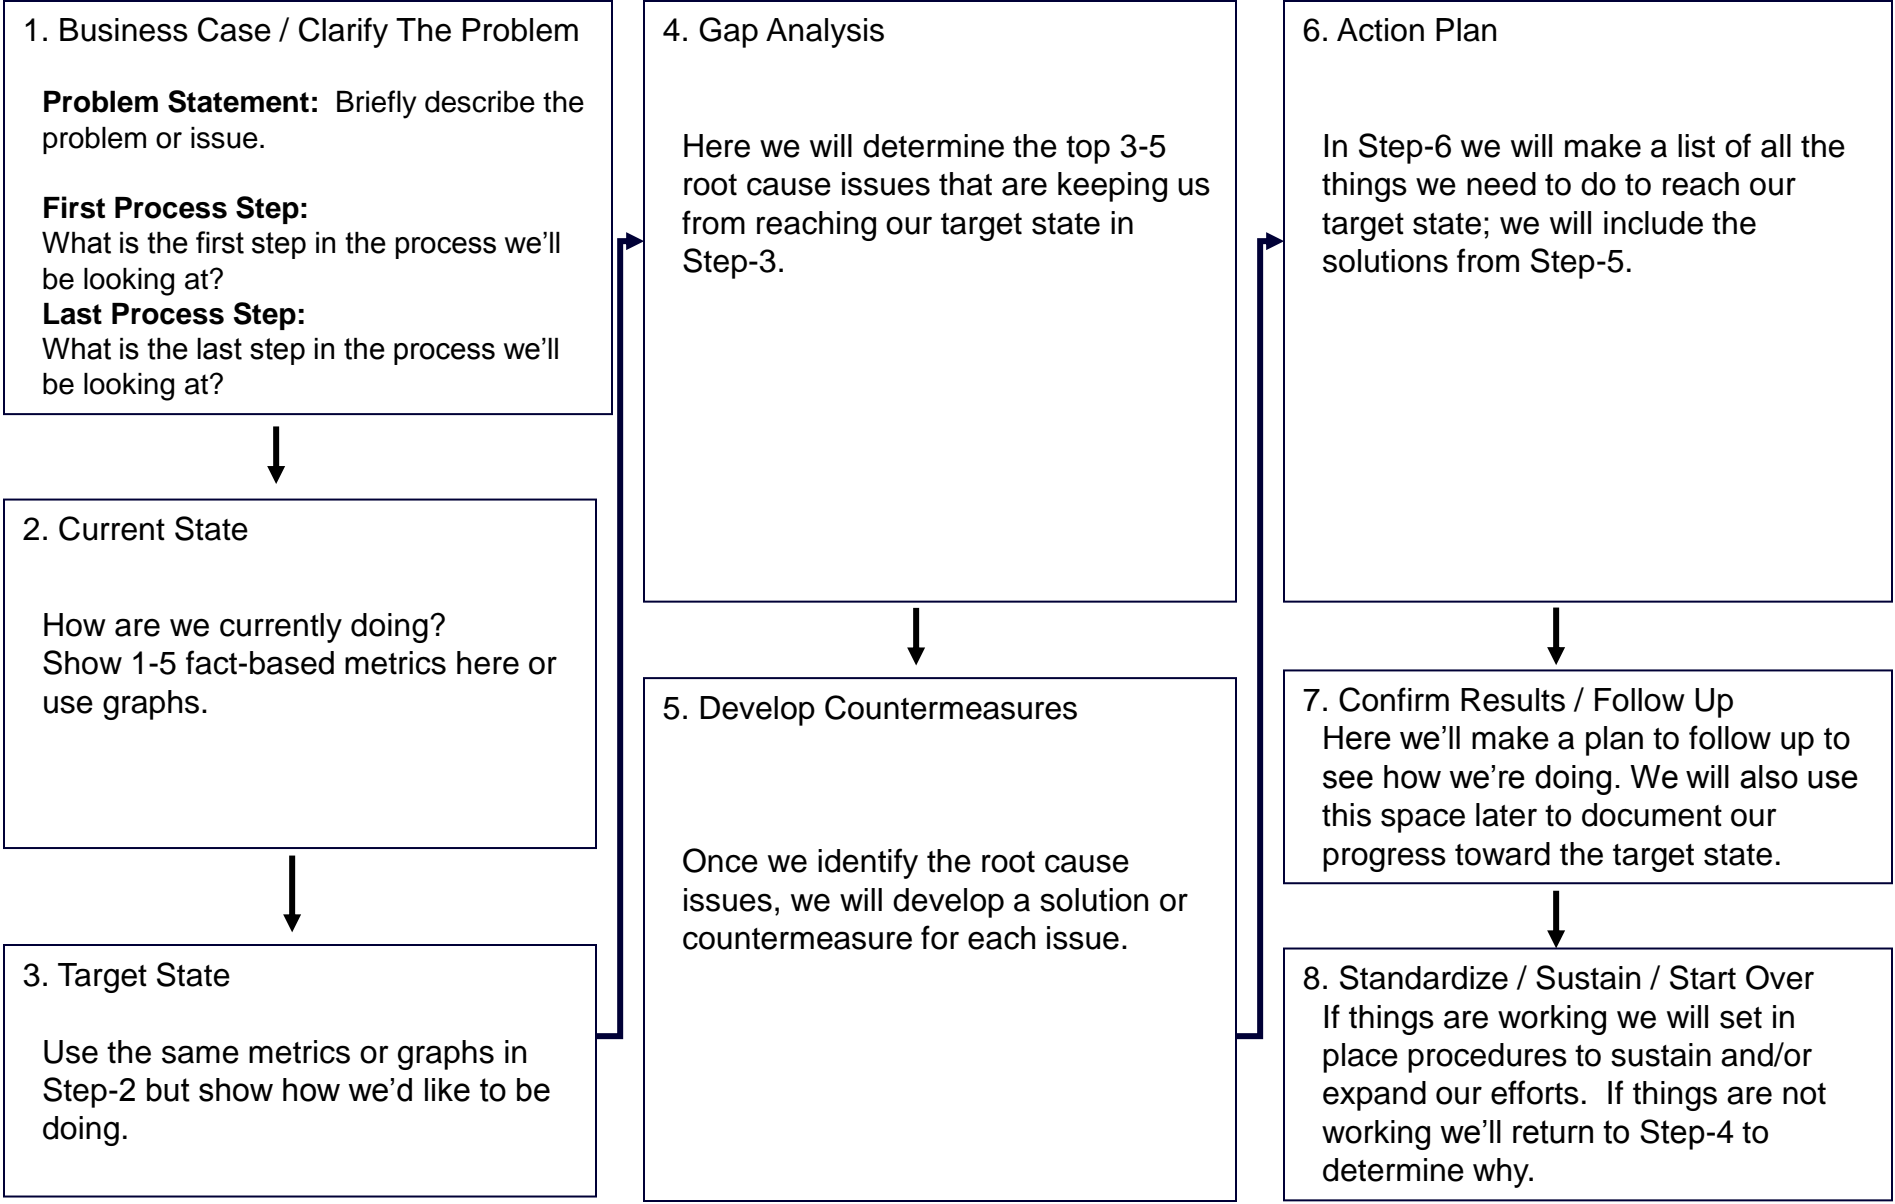 1. Business Case / Clarify The Problem
Problem Statement:  Briefly describe the
problem or issue.
First Process Step:
What is the first step in the process we’ll
be looking at?
Last Process Step:
What is the last step in the process we’ll
be looking at?
2. Current State
How are we currently doing?
Show 1-5 fact-based metrics here or
use graphs.
3. Target State
Use the same metrics or graphs in
Step-2 but show how we’d like to be
doing.
4. Gap Analysis
Here we will determine the top 3-5
root cause issues that are keeping us
from reaching our target state in
Step-3.
5. Develop Countermeasures
Once we identify the root cause
issues, we will develop a solution or
countermeasure for each issue.
6. Action Plan
In Step-6 we will make a list of all the
things we need to do to reach our
target state; we will include the
solutions from Step-5.
7. Confirm Results / Follow Up
Here we’ll make a plan to follow up to
see how we’re doing. We will also use
this space later to document our
progress toward the target state.
8. Standardize / Sustain / Start Over
If things are working we will set in
place procedures to sustain and/or
expand our efforts.  If things are not
working we’ll return to Step-4 to
determine why.